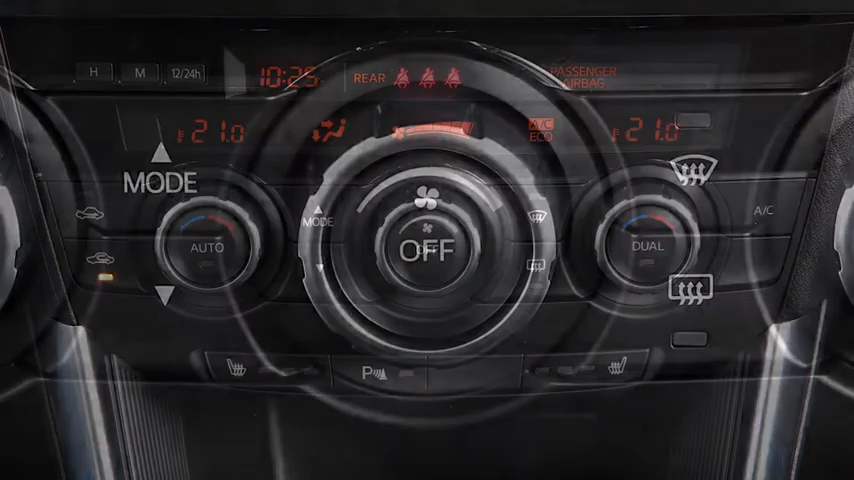 H M 12/24h 10:25 REAR PASSENGER
AIRBAG
21.0 A/C 21.0
ECO
MODE
MODE A/C
AUTO OFF DUAL
P